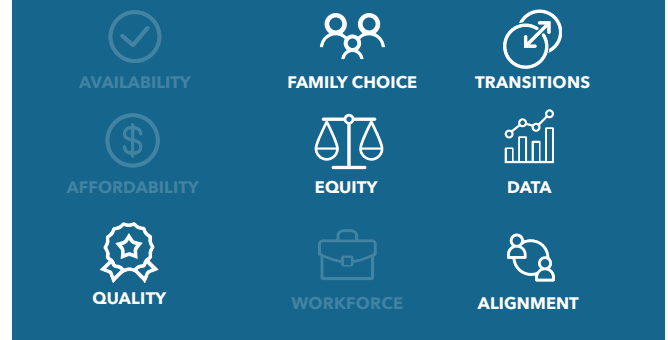 AVAILABILITY
FAMILY CHOICE
TRANSITIONS
$
AFFORDABILITY
EQUITY
DATA
QUALITY
WORKFORCE
ALIGNMENT